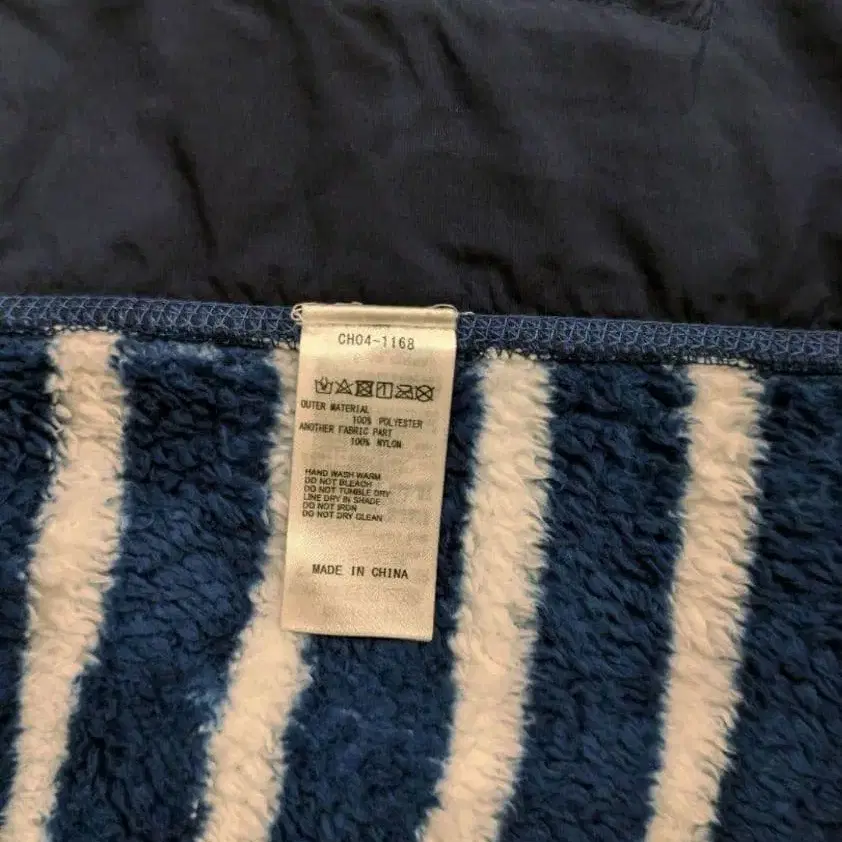 CH04-1168
OUTER MATERIAL
100% POLYESTER
ANOTHER FABRIC PART
100% NYLON
HAND WASH WARM
DO NOT BLEACH
DO NOT TUMBLE DRY
LINE DRY IN SHADE
DO NOT IRON
DO NOT DRY CLEAN
MADE IN CHINA